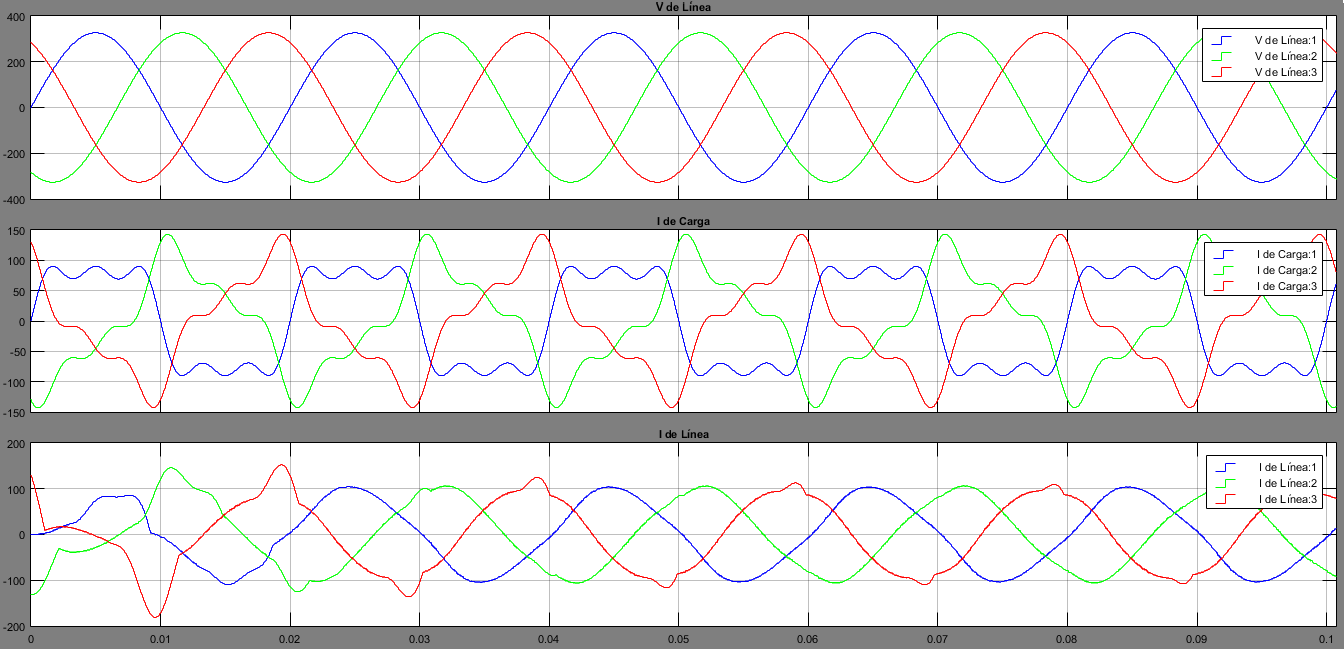 V de Línea
400
200
0
-200
-400
V de Línea:1
V de Línea:2
V de Línea:3
I de Carga
150
100
50
0
-50
-100
-150
I de Carga:1
I de Carga:2
I de Carga:3
I de Línea
200
100
0
-100
-200
I de Línea:1
I de Línea:2
I de Línea:3
0 0.01 0.02 0.03 0.04 0.05 0.06 0.07 0.08 0.09 0.1